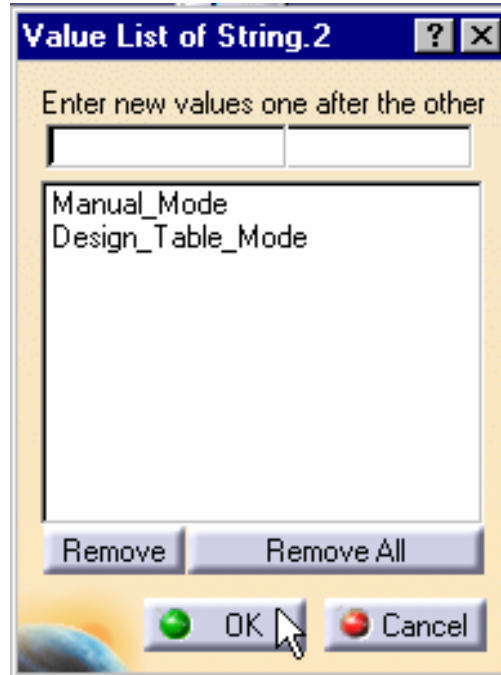 Value List of String.2 ? X
Enter new values one after the other
Manual_Mode
Design_Table_Mode
Remove Remove All
OK Cancel